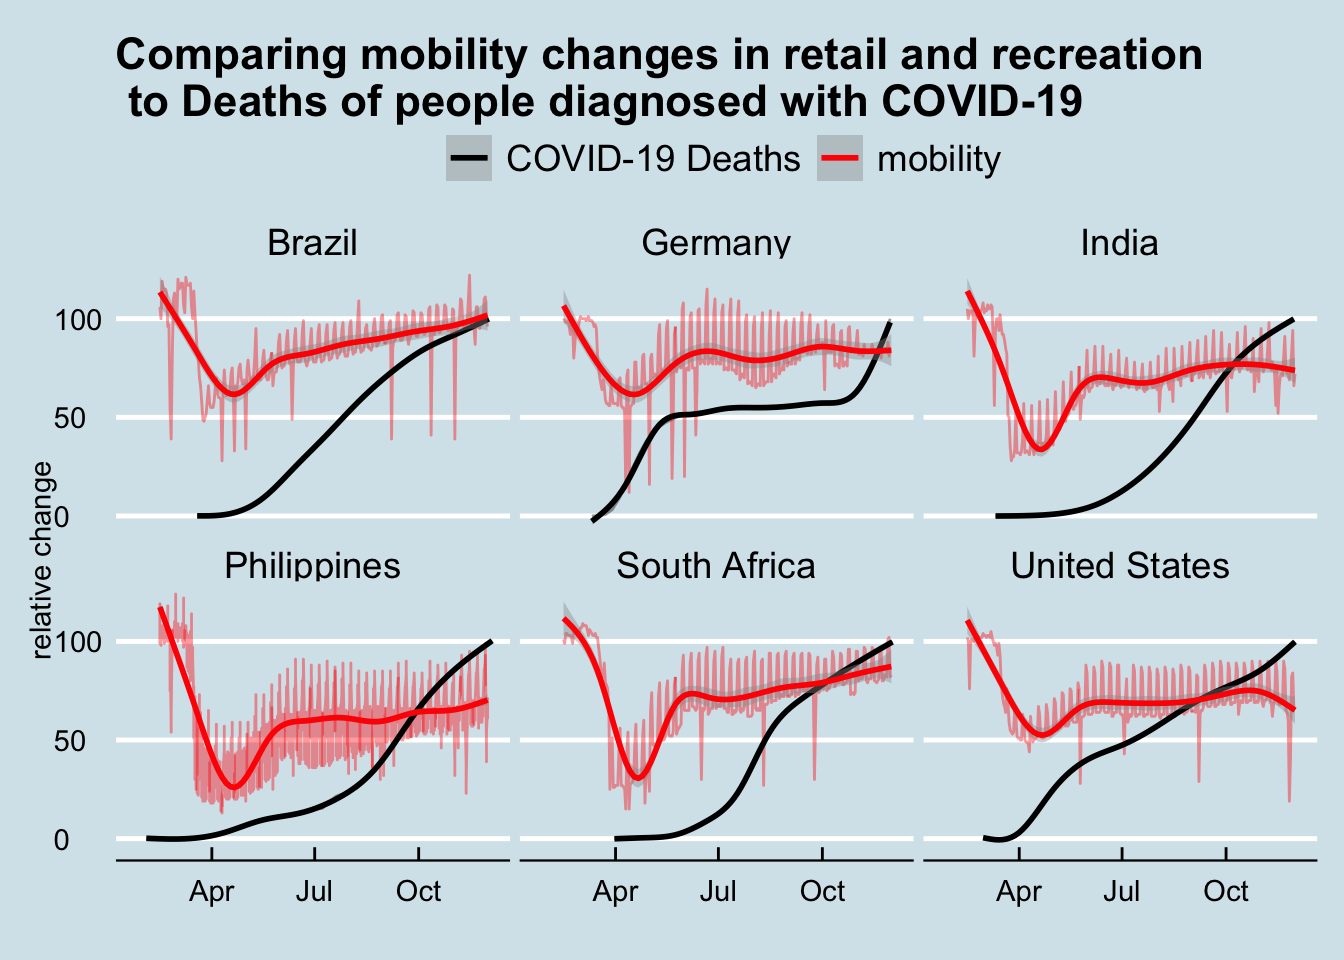 Comparing mobility changes in retail and recreation
to Deaths of people diagnosed with COVID-19
COVID-19 Deaths mobility
Brazil Germany India
100
50
0
relative change
Philippines South Africa United States
100
50
0
Apr Jul Oct Apr Jul Oct Apr Jul Oct